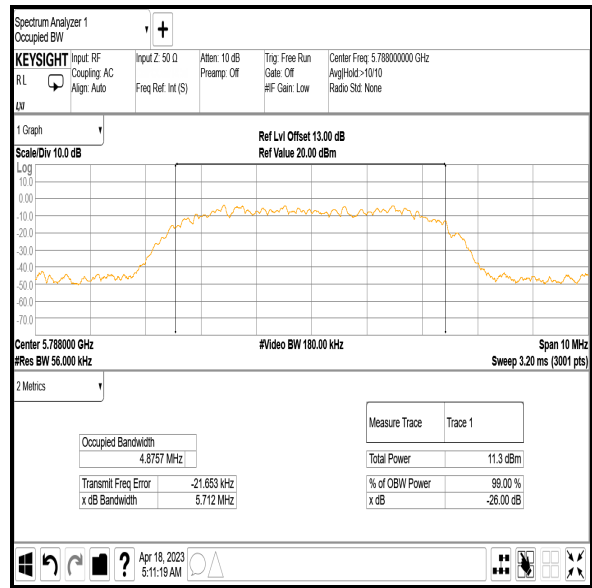 Spectrum Analyzer 1
Occupied BW
▼
+
KEYSIGHT Input: RF Input Z: 50 Ω Atten: 10 dB Trig: Free Run Center Freq: 5.788000000 GHz
RL Coupling: AC Preamp: Off Gate: Off Avg|Hold:>10/10
Align: Auto Freq Ref: Int (S) #IF Gain: Low Radio Std: None
LXI
1 Graph ▼
Ref Lvl Offset 13.00 dB
Scale/Div 10.0 dB Ref Value 20.00 dBm
Log
10.0
0.00
-10.0
-20.0
-30.0
-40.0
-50.0
-60.0
-70.0
Center 5.788000 GHz #Video BW 180.00 kHz Span 10 MHz
#Res BW 56.000 kHz Sweep 3.20 ms (3001 pts)
2 Metrics ▼
Measure Trace Trace 1
Occupied Bandwidth
4.8757 MHz
Total Power 11.3 dBm
Transmit Freq Error -21.653 kHz % of OBW Power 99.00 %
x dB Bandwidth 5.712 MHz x dB -26.00 dB
? Apr 18, 2023
5:11:19 AM